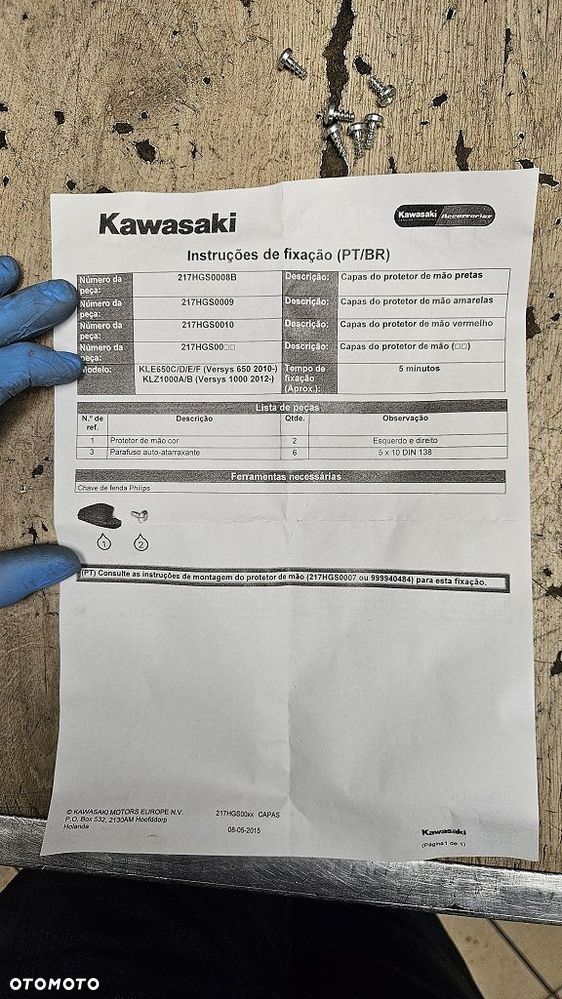 Kawasaki
Kawasaki Accessories
Instruções de fixação (PT/BR)
Número da peça: 217HGS0008B Descrição: Capas do protetor de mão pretas
Número da peça: 217HGS0009 Descrição: Capas do protetor de mão amarelas
Número da peça: 217HGS0010 Descrição: Capas do protetor de mão vermelho
Número da peça: 217HGS00□□ Descrição: Capas do protetor de mão (□□)
Modelo: KLE650C/D/E/F (Versys 650 2010-) Tempo de fixação (Aprox.): 5 minutos
KLZ1000A/B (Versys 1000 2012-)
Lista de peças
N.º de ref. Descrição Qtde. Observação
1 Protetor de mão cor 2 Esquerdo e direito
3 Parafuso auto-atarraxante 6 5 x 10 DIN 138
Ferramentas necessárias
Chave de fenda Philips
1 2
(PT) Consulte as instruções de montagem do protetor de mão (217HGS0007 ou 999940484) para esta fixação.
© KAWASAKI MOTORS EUROPE N.V. 217HGS00xx CAPAS
P.O. Box 532, 2130AM Hoofddorp
Holanda
08-05-2015
Kawasaki
(Página1 de 1)
OTOMOTO